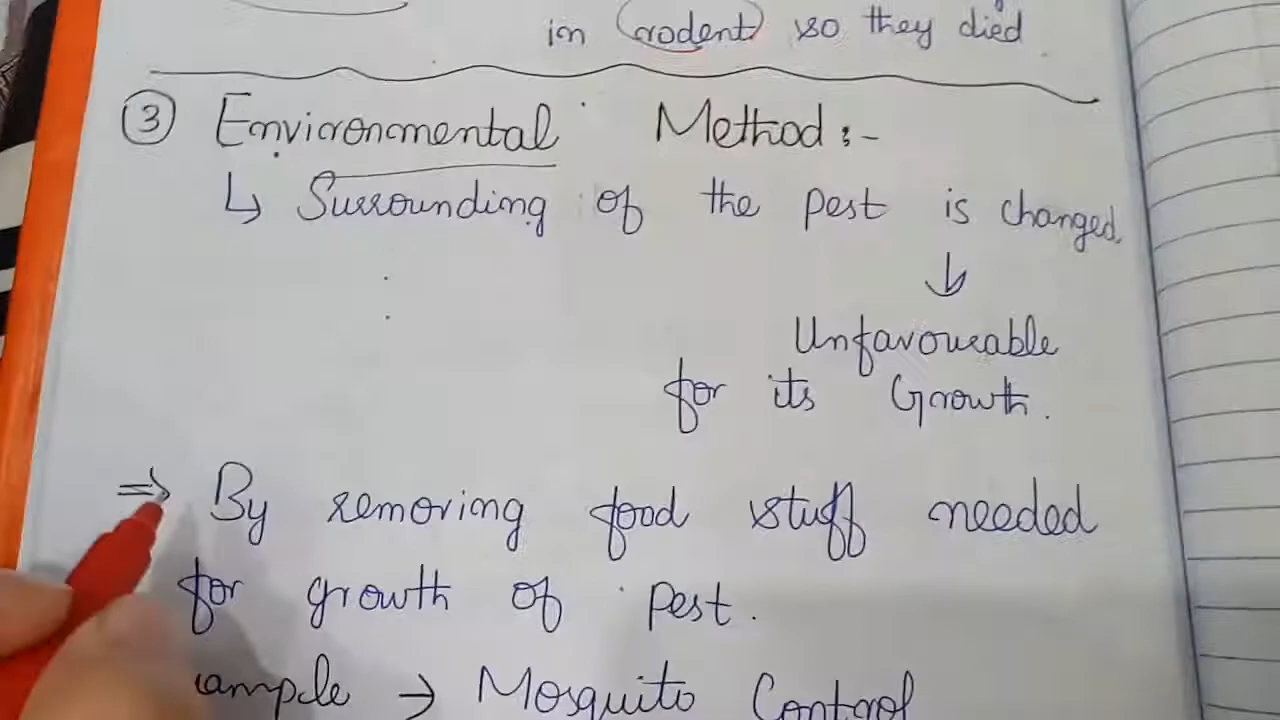 in rodent so they died
③ Environmental Method :-
↳ Surrounding of the pest is changed.
↓
Unfavourable
for its Growth.
⇒ By removing food stuff needed
for growth of pest.
ample → Mosquito Control